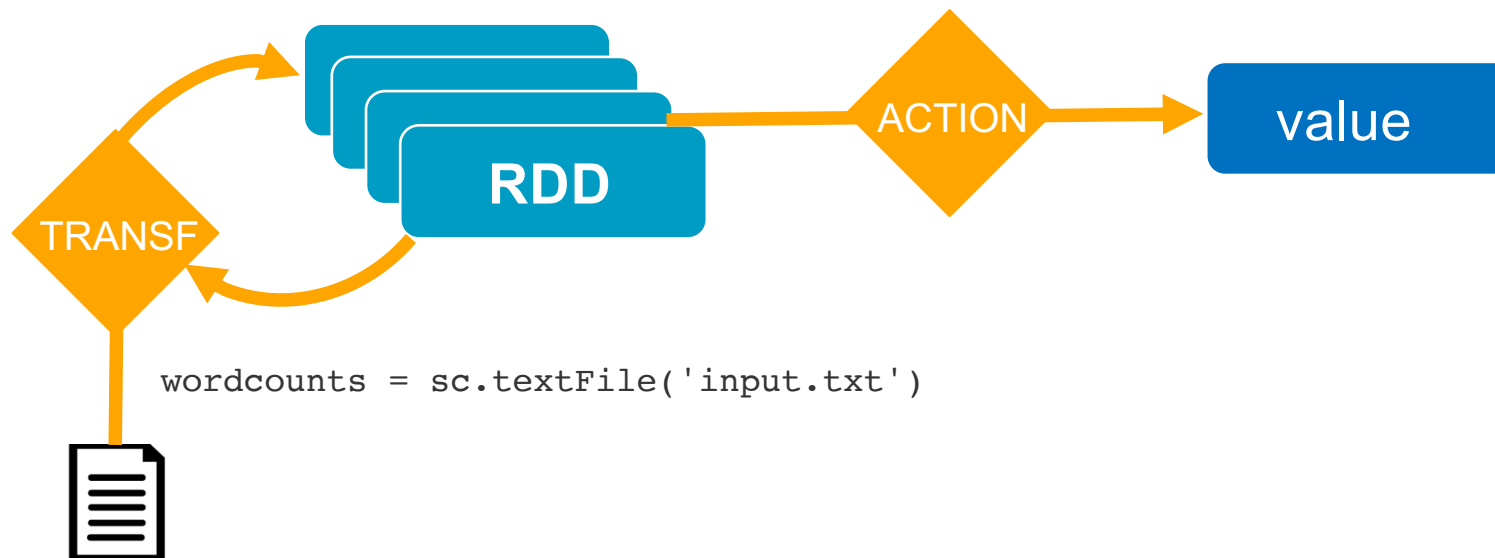 ACTION
value
RDD
TRANSF
wordcounts = sc.textFile('input.txt')